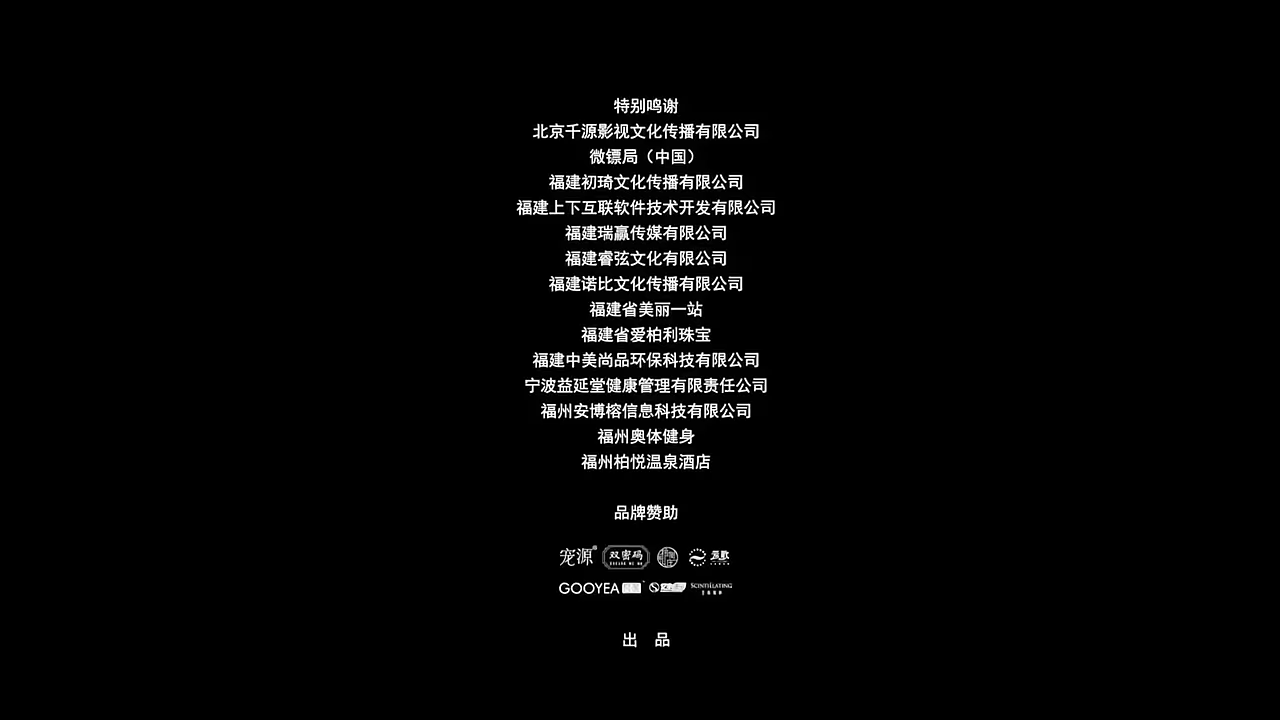 特别鸣谢
北京千源影视文化传播有限公司
微镖局（中国）
福建初琦文化传播有限公司
福建上下互联软件技术开发有限公司
福建瑞赢传媒有限公司
福建睿弦文化有限公司
福建诺比文化传播有限公司
福建省美丽一站
福建省爱柏利珠宝
福建中美尚品环保科技有限公司
宁波益延堂健康管理有限责任公司
福州安博榕信息科技有限公司
福州奥体健身
福州柏悦温泉酒店
品牌赞助
宠源 双密码
GOOYEA SCINTILLATING
出 品